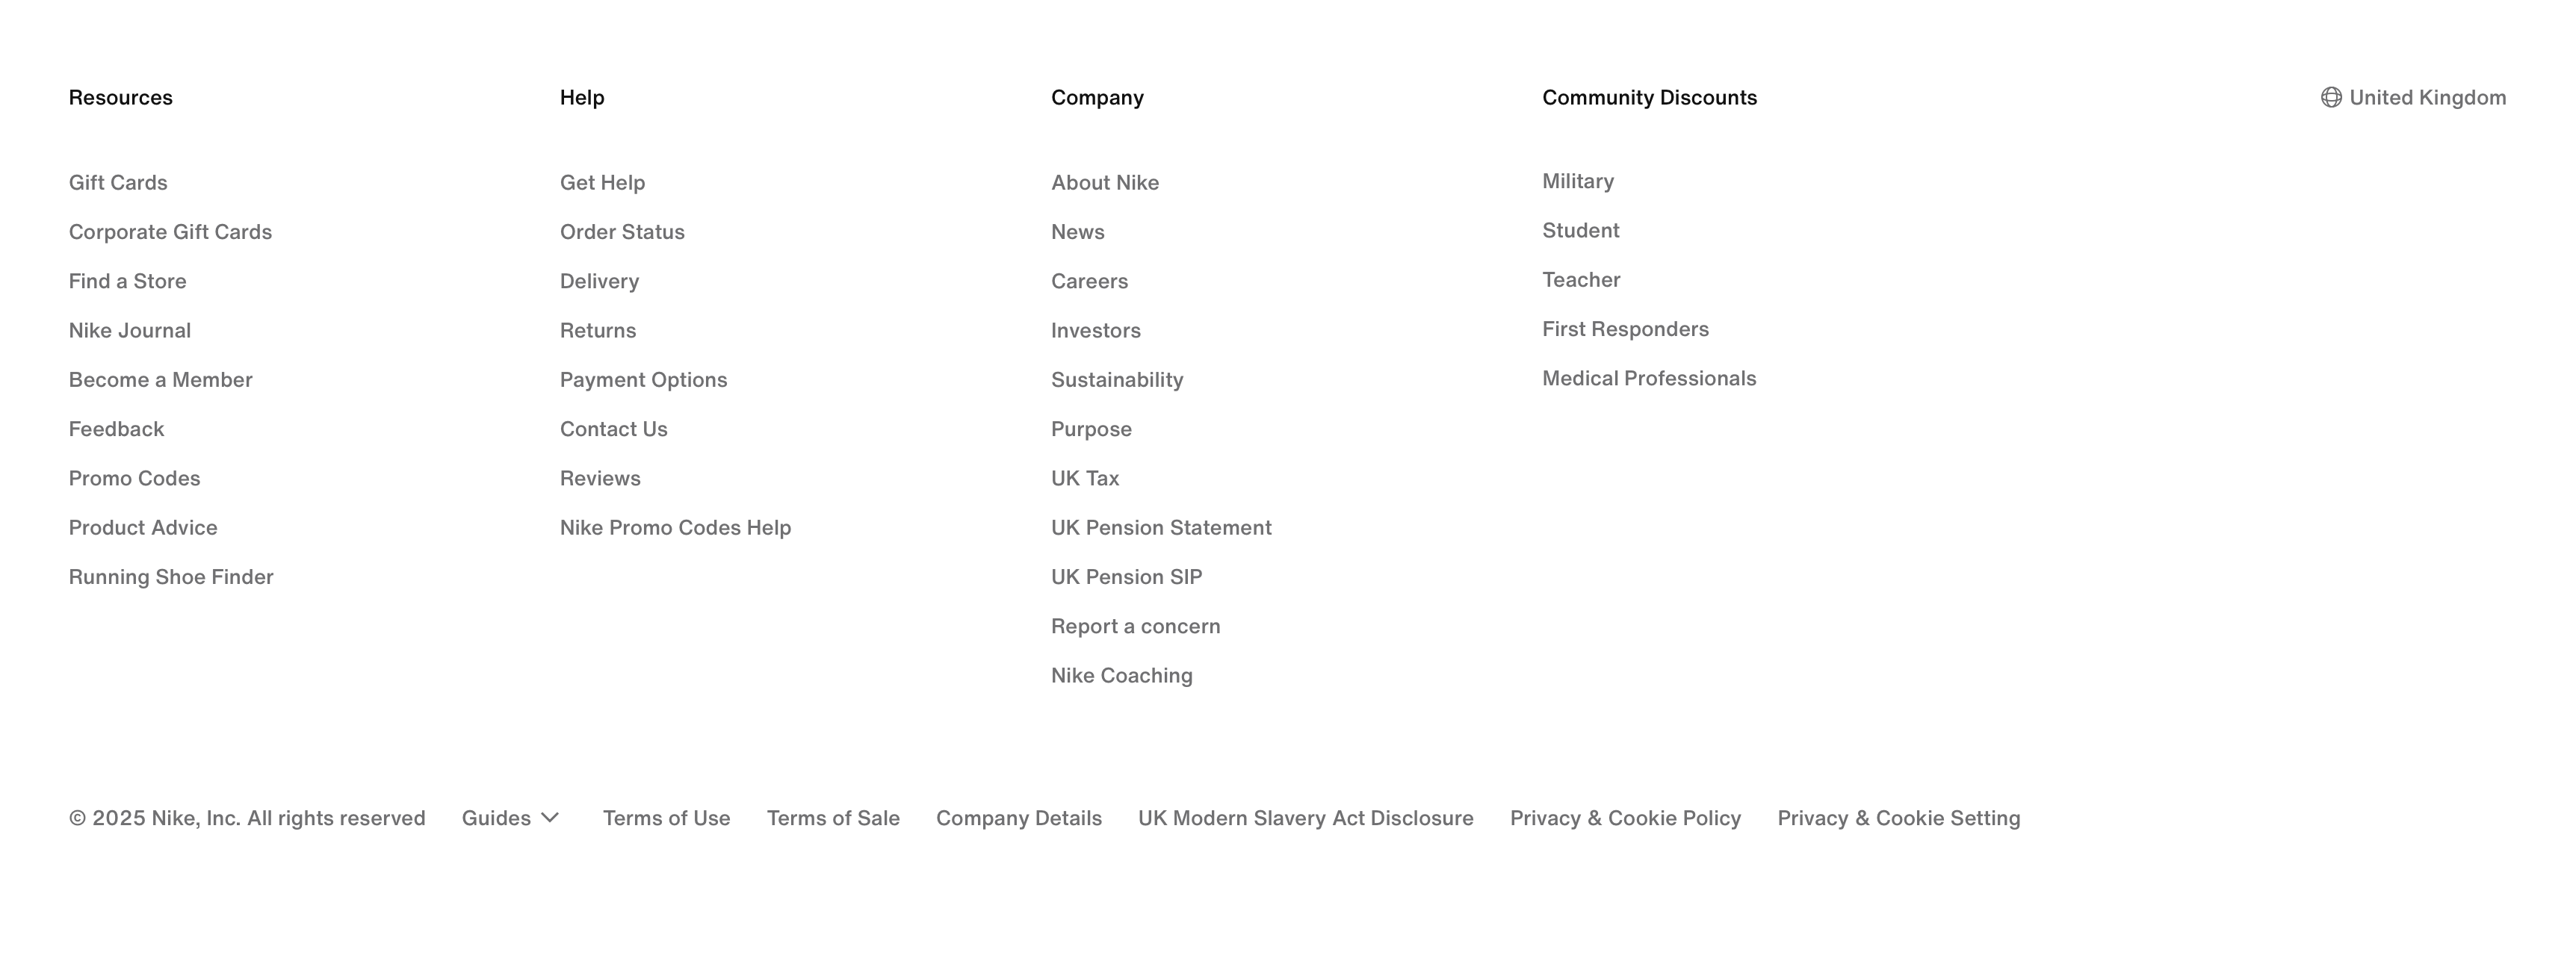 Resources
Gift Cards
Corporate Gift Cards
Find a Store
Nike Journal
Become a Member
Feedback
Promo Codes
Product Advice
Running Shoe Finder
Help
Get Help
Order Status
Delivery
Returns
Payment Options
Contact Us
Reviews
Nike Promo Codes Help
Company
About Nike
News
Careers
Investors
Sustainability
Purpose
UK Tax
UK Pension Statement
UK Pension SIP
Report a concern
Nike Coaching
Community Discounts
Military
Student
Teacher
First Responders
Medical Professionals
United Kingdom
© 2025 Nike, Inc. All rights reserved Guides Terms of Use Terms of Sale Company Details UK Modern Slavery Act Disclosure Privacy & Cookie Policy Privacy & Cookie Setting